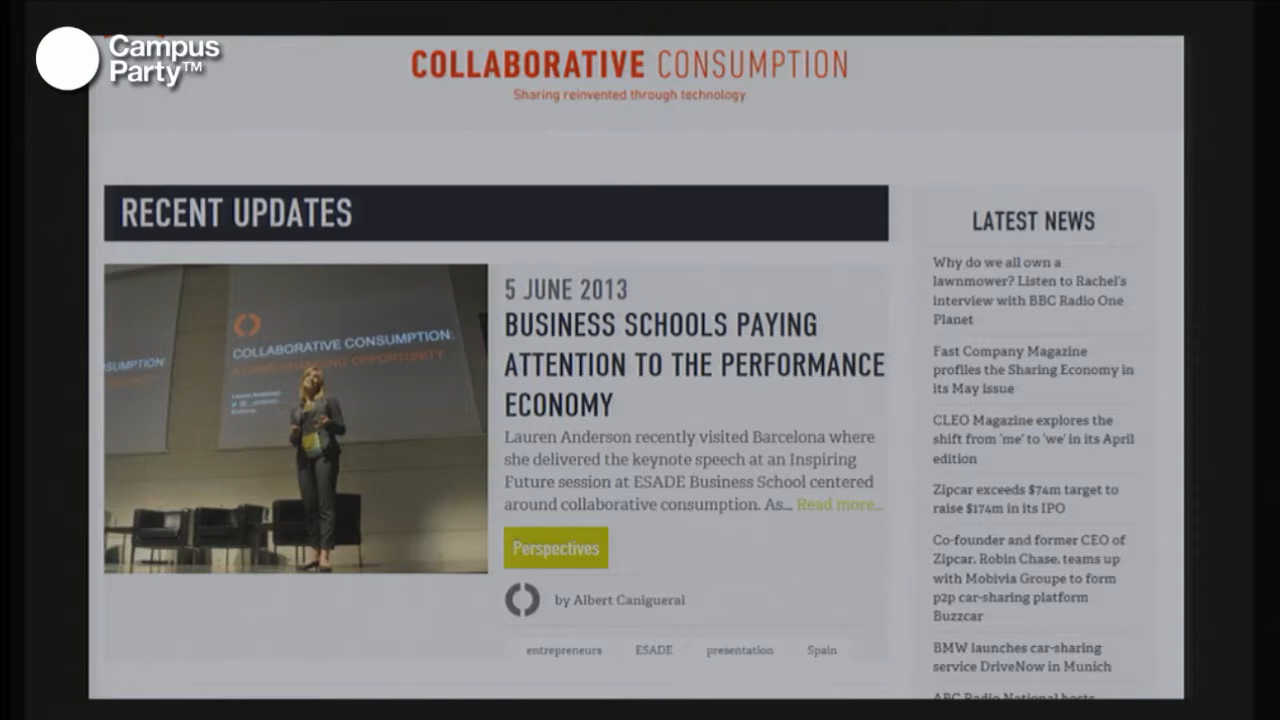 Campus
Party™
COLLABORATIVE CONSUMPTION
Sharing reinvented through technology
RECENT UPDATES
COLLABORATIVE CONSUMPTION:
5 JUNE 2013
BUSINESS SCHOOLS PAYING
ATTENTION TO THE PERFORMANCE
ECONOMY
Lauren Anderson recently visited Barcelona where
she delivered the keynote speech at an Inspiring
Future session at ESADE Business School centered
around collaborative consumption. As... Read more...
Perspectives
by Albert Canigueral
entrepreneurs ESADE presentation Spain
LATEST NEWS
Why do we all own a
lawnmower? Listen to Rachel's
interview with BBC Radio One
Planet
Fast Company Magazine
profiles the Sharing Economy in
its May issue
CLEO Magazine explores the
shift from 'me' to 'we' in its April
edition
Zipcar exceeds $74m target to
raise $174m in its IPO
Co-founder and former CEO of
Zipcar, Robin Chase, teams up
with Mobivia Groupe to form
p2p car-sharing platform
Buzzcar
BMW launches car-sharing
service DriveNow in Munich
ABC Radio National hosts